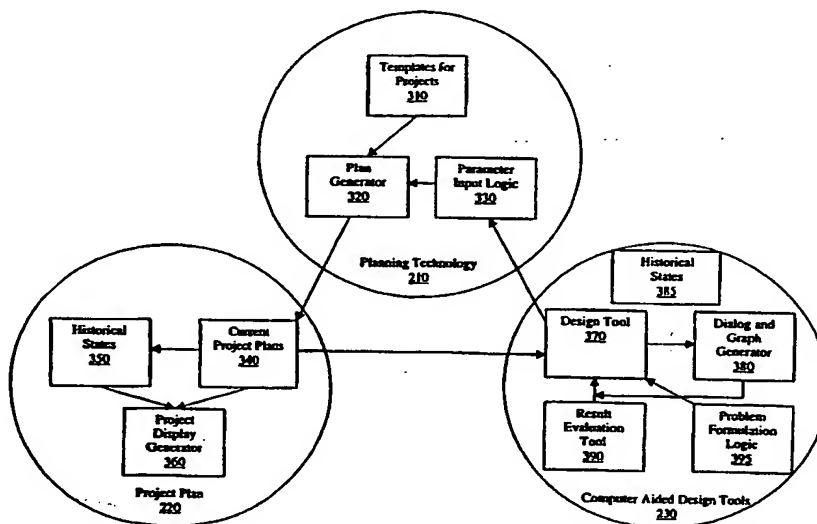 Templates for
Projects
310
Plan
Generator
320
Parameter
Input Logic
330
Planning Technology
210
Historical
States
350
Current
Project Plans
340
Project
Display
Generator
360
Project Plan
220
Historical
States
385
Design Tool
370
Dialog and
Graph
Generator
380
Result
Evaluation
Tool
390
Problem
Formulation
Logic
395
Computer Aided Design Tools
230